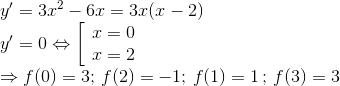 y' = 3x² − 6x = 3x(x − 2)
y' = 0 ⇔ [ x = 0
x = 2
⇒ f(0) = 3; f(2) = −1; f(1) = 1 ; f(3) = 3